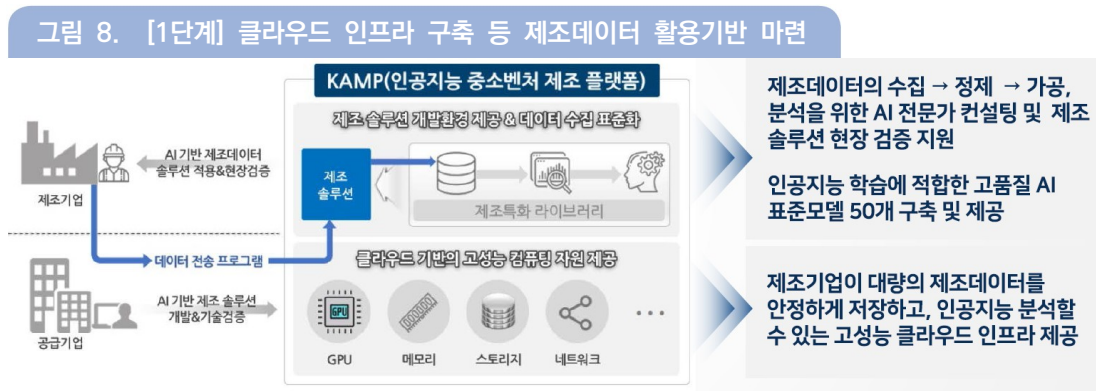 그림 8. [1단계] 클라우드 인프라 구축 등 제조데이터 활용기반 마련
KAMP(인공지능 중소벤처 제조 플랫폼)
제조 솔루션 개발환경 제공 & 데이터 수집 표준화
제조기업
AI 기반 제조데이터
솔루션 적용&현장검증
제조
솔루션
제조특화 라이브러리
데이터 전송 프로그램
공급기업
AI 기반 제조 솔루션
개발&기술검증
클라우드 기반의 고성능 컴퓨팅 자원 제공
GPU
GPU
메모리
스토리지
네트워크
...
제조데이터의 수집 → 정제 → 가공,
분석을 위한 AI 전문가 컨설팅 및 제조
솔루션 현장 검증 지원
인공지능 학습에 적합한 고품질 AI
표준모델 50개 구축 및 제공
제조기업이 대량의 제조데이터를
안정하게 저장하고, 인공지능 분석할
수 있는 고성능 클라우드 인프라 제공